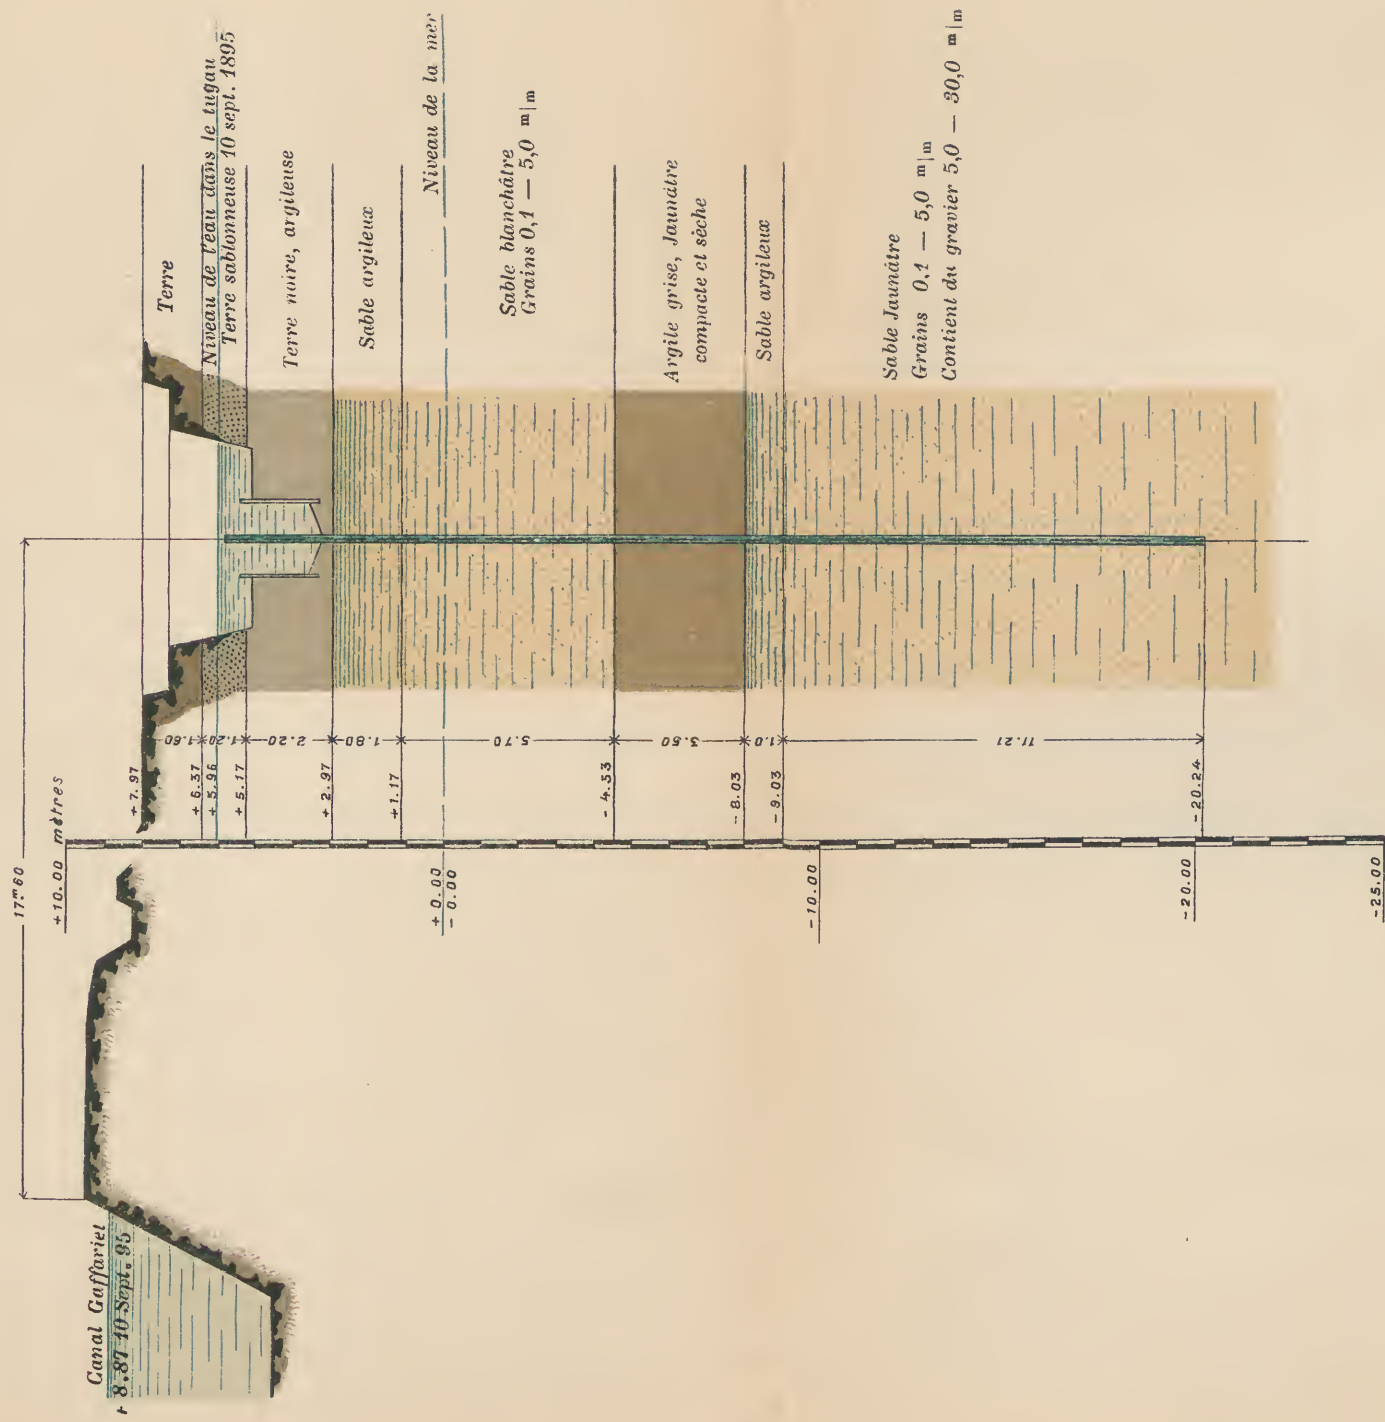 17.ᵐ60
+10.00 mètres
Canal Gaffariel
+ 8.87 10 Sept. 95
+7.97
+6.37
+5.96
+5.17
+2.97
+1.17
+0.00
-0.00
-4.53
-8.03
-9.03
-10.00
-20.24
-20.00
-25.00
1.60
1.20
2.20
1.80
5.70
3.50
1.0
11.21
Terre
Niveau de l'eau dans le tuyau
Terre sablonneuse 10 sept. 1895
Terre noire, argileuse
Sable argileux
Niveau de la mer
Sable blanchâtre
Grains 0,1 — 5,0 m|m
Argile grise, Jaunâtre
compacte et sèche
Sable argileux
Sable Jaunâtre
Grains 0,1 — 5,0 m|m
Contient du gravier 5,0 — 30,0 m|m